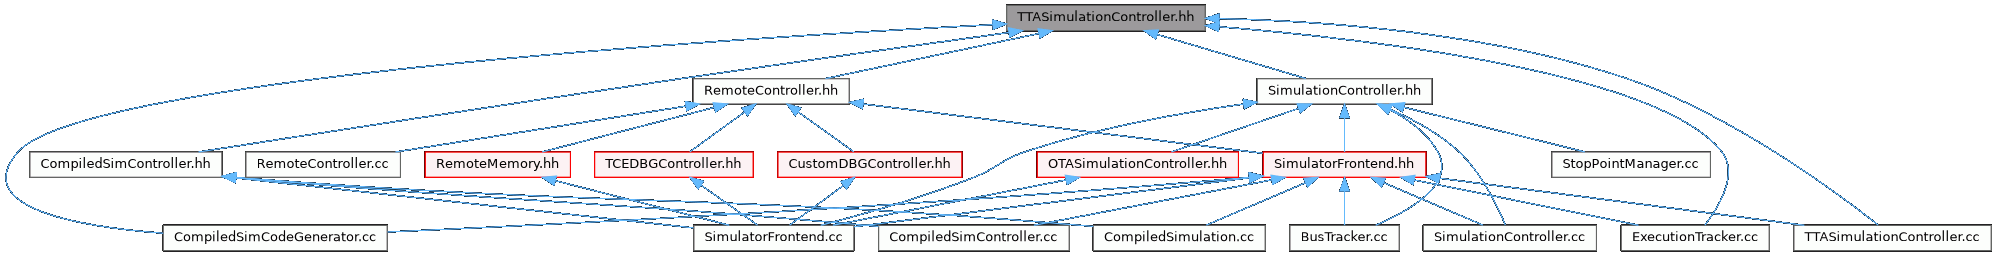 TTASimulationController.hh
RemoteController.hh
SimulationController.hh
CompiledSimController.hh
RemoteController.cc
RemoteMemory.hh
TCEDBGController.hh
CustomDBGController.hh
OTASimulationController.hh
SimulatorFrontend.hh
StopPointManager.cc
CompiledSimCodeGenerator.cc
SimulatorFrontend.cc
CompiledSimController.cc
CompiledSimulation.cc
BusTracker.cc
SimulationController.cc
ExecutionTracker.cc
TTASimulationController.cc